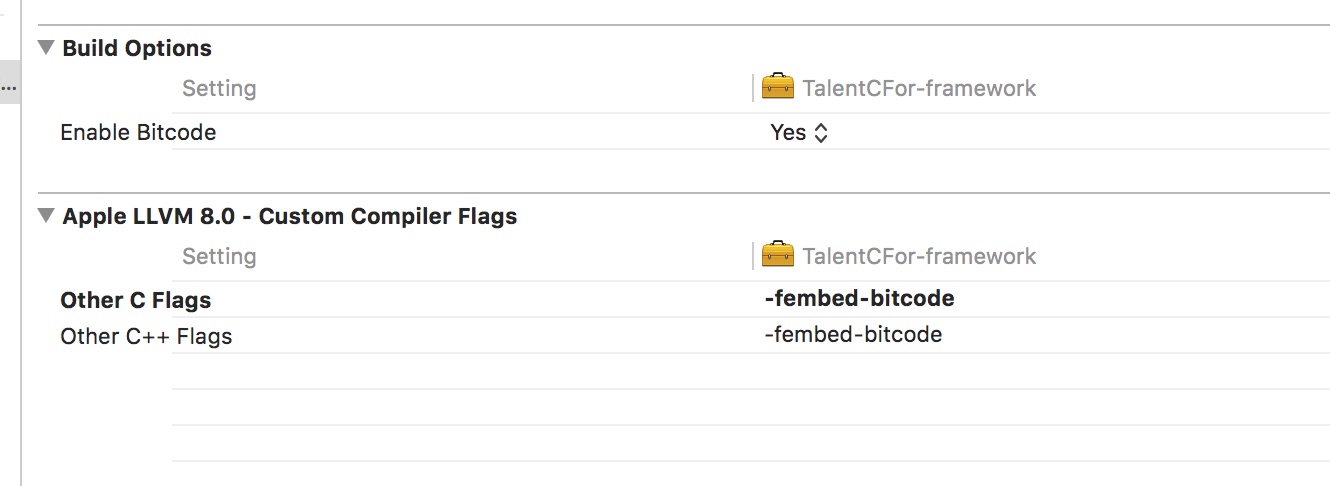 Build Options
Setting TalentCFor-framework
...
Enable Bitcode Yes
Apple LLVM 8.0 - Custom Compiler Flags
Setting TalentCFor-framework
Other C Flags -fembed-bitcode
Other C++ Flags -fembed-bitcode